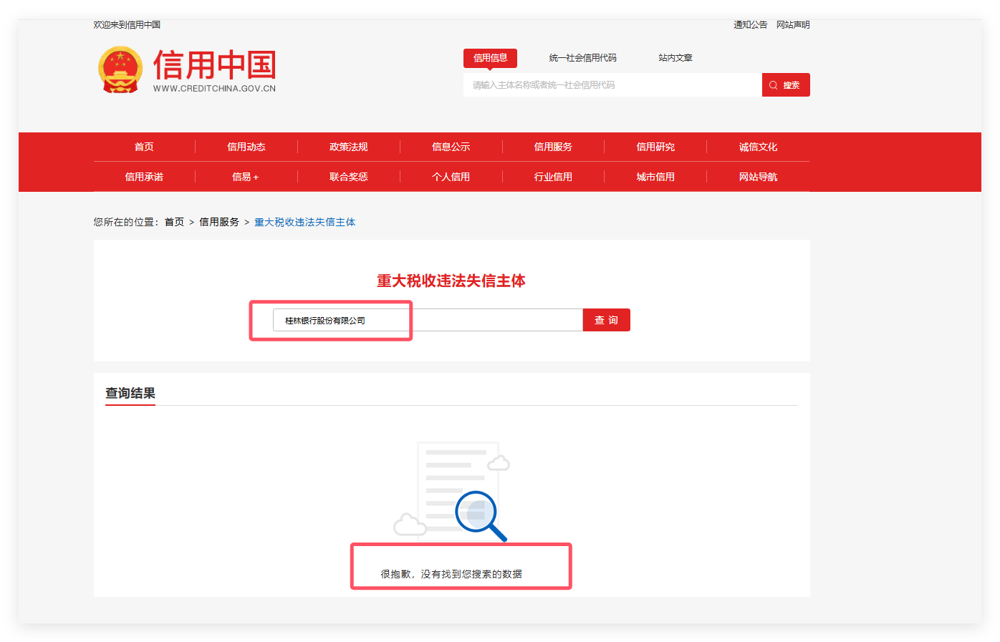 欢迎来到信用中国
通知公告 网站声明
信用中国
WWW.CREDITCHINA.GOV.CN
信用信息 统一社会信用代码 站内文章
请输入主体名称或者统一社会信用代码
搜索
首页 信用动态 政策法规 信息公示 信用服务 信用研究 诚信文化
信用承诺 信易+ 联合奖惩 个人信用 行业信用 城市信用 网站导航
您所在的位置：首页 > 信用服务 > 重大税收违法失信主体
重大税收违法失信主体
桂林银行股份有限公司
查询
查询结果
很抱歉，没有找到您搜索的数据